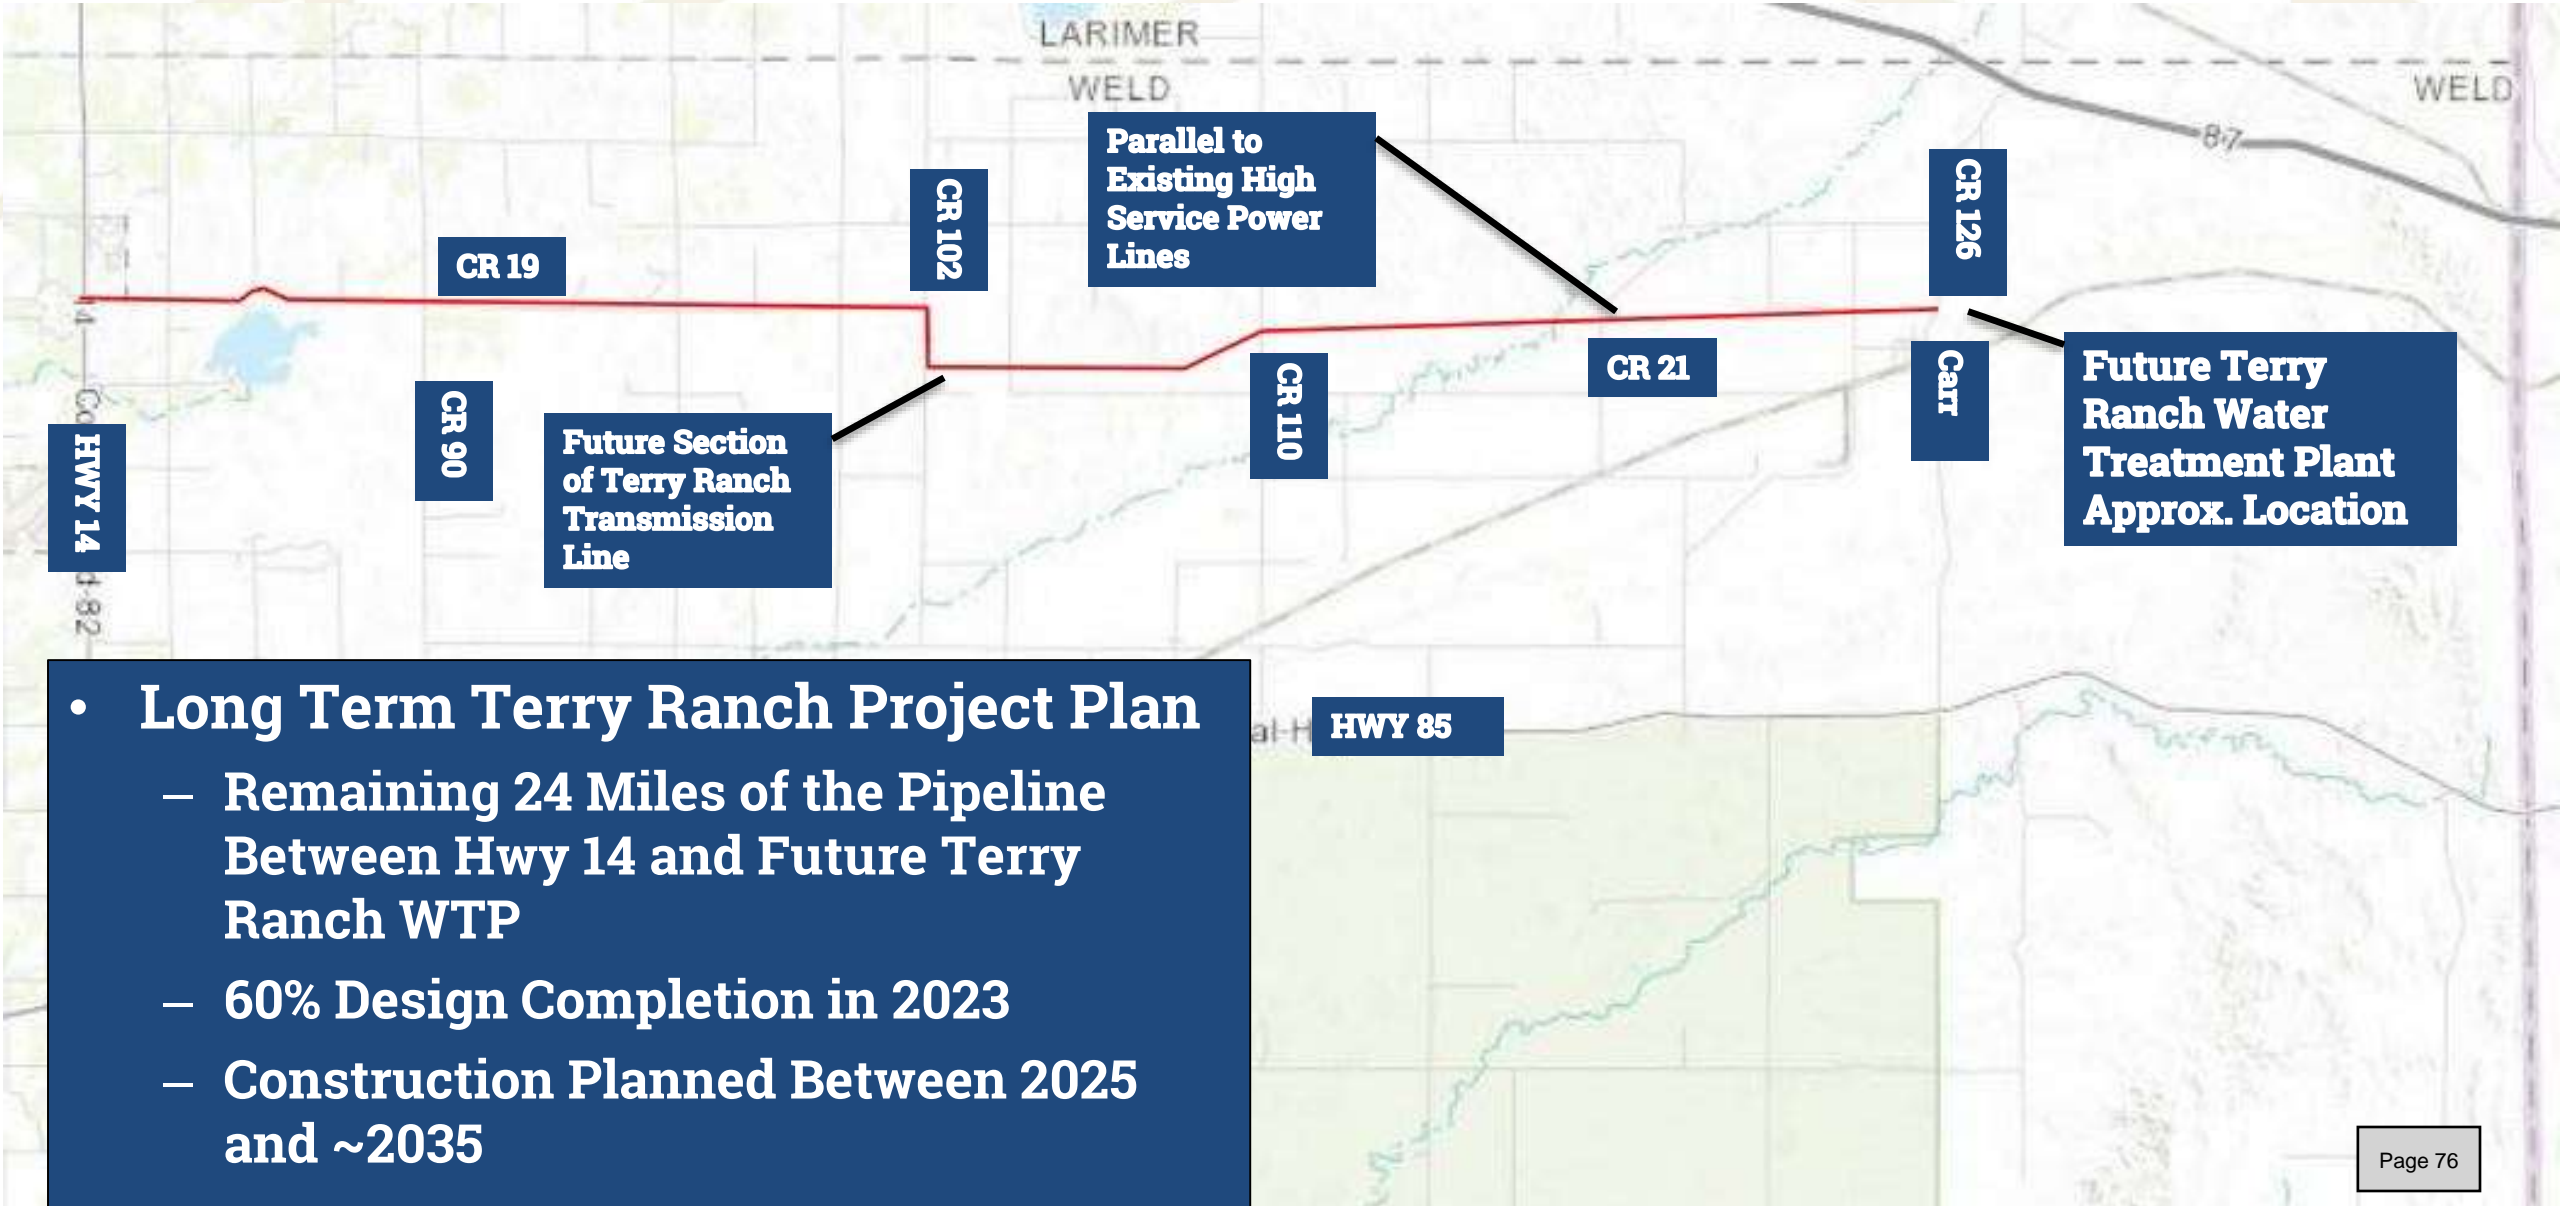 LARIMER
WELD
WELD
87
Parallel to
Existing High
Service Power
Lines
CR 126
CR 102
CR 19
CR 21
Carr
Future Terry
Ranch Water
Treatment Plant
Approx. Location
CR 110
CR 90
Future Section
of Terry Ranch
Transmission
Line
HWY 14
d-82
• Long Term Terry Ranch Project Plan
– Remaining 24 Miles of the Pipeline
Between Hwy 14 and Future Terry
Ranch WTP
– 60% Design Completion in 2023
– Construction Planned Between 2025
and ~2035
al-H
HWY 85
Page 76